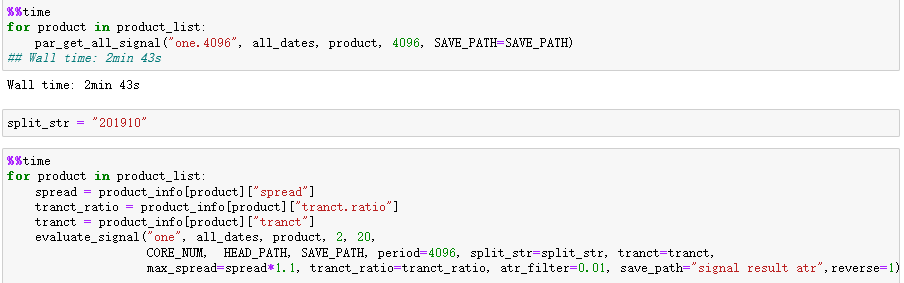 %%time
for product in product_list:
    par_get_all_signal("one.4096", all_dates, product, 4096, SAVE_PATH=SAVE_PATH)
## Wall time: 2min 43s
Wall time: 2min 43s
split_str = "201910"
%%time
for product in product_list:
    spread = product_info[product]["spread"]
    tranct_ratio = product_info[product]["tranct.ratio"]
    tranct = product_info[product]["tranct"]
    evaluate_signal("one", all_dates, product, 2, 20,
                    CORE_NUM,  HEAD_PATH, SAVE_PATH, period=4096, split_str=split_str, tranct=tranct,
                    max_spread=spread*1.1, tranct_ratio=tranct_ratio, atr_filter=0.01, save_path="signal result atr",reverse=1)